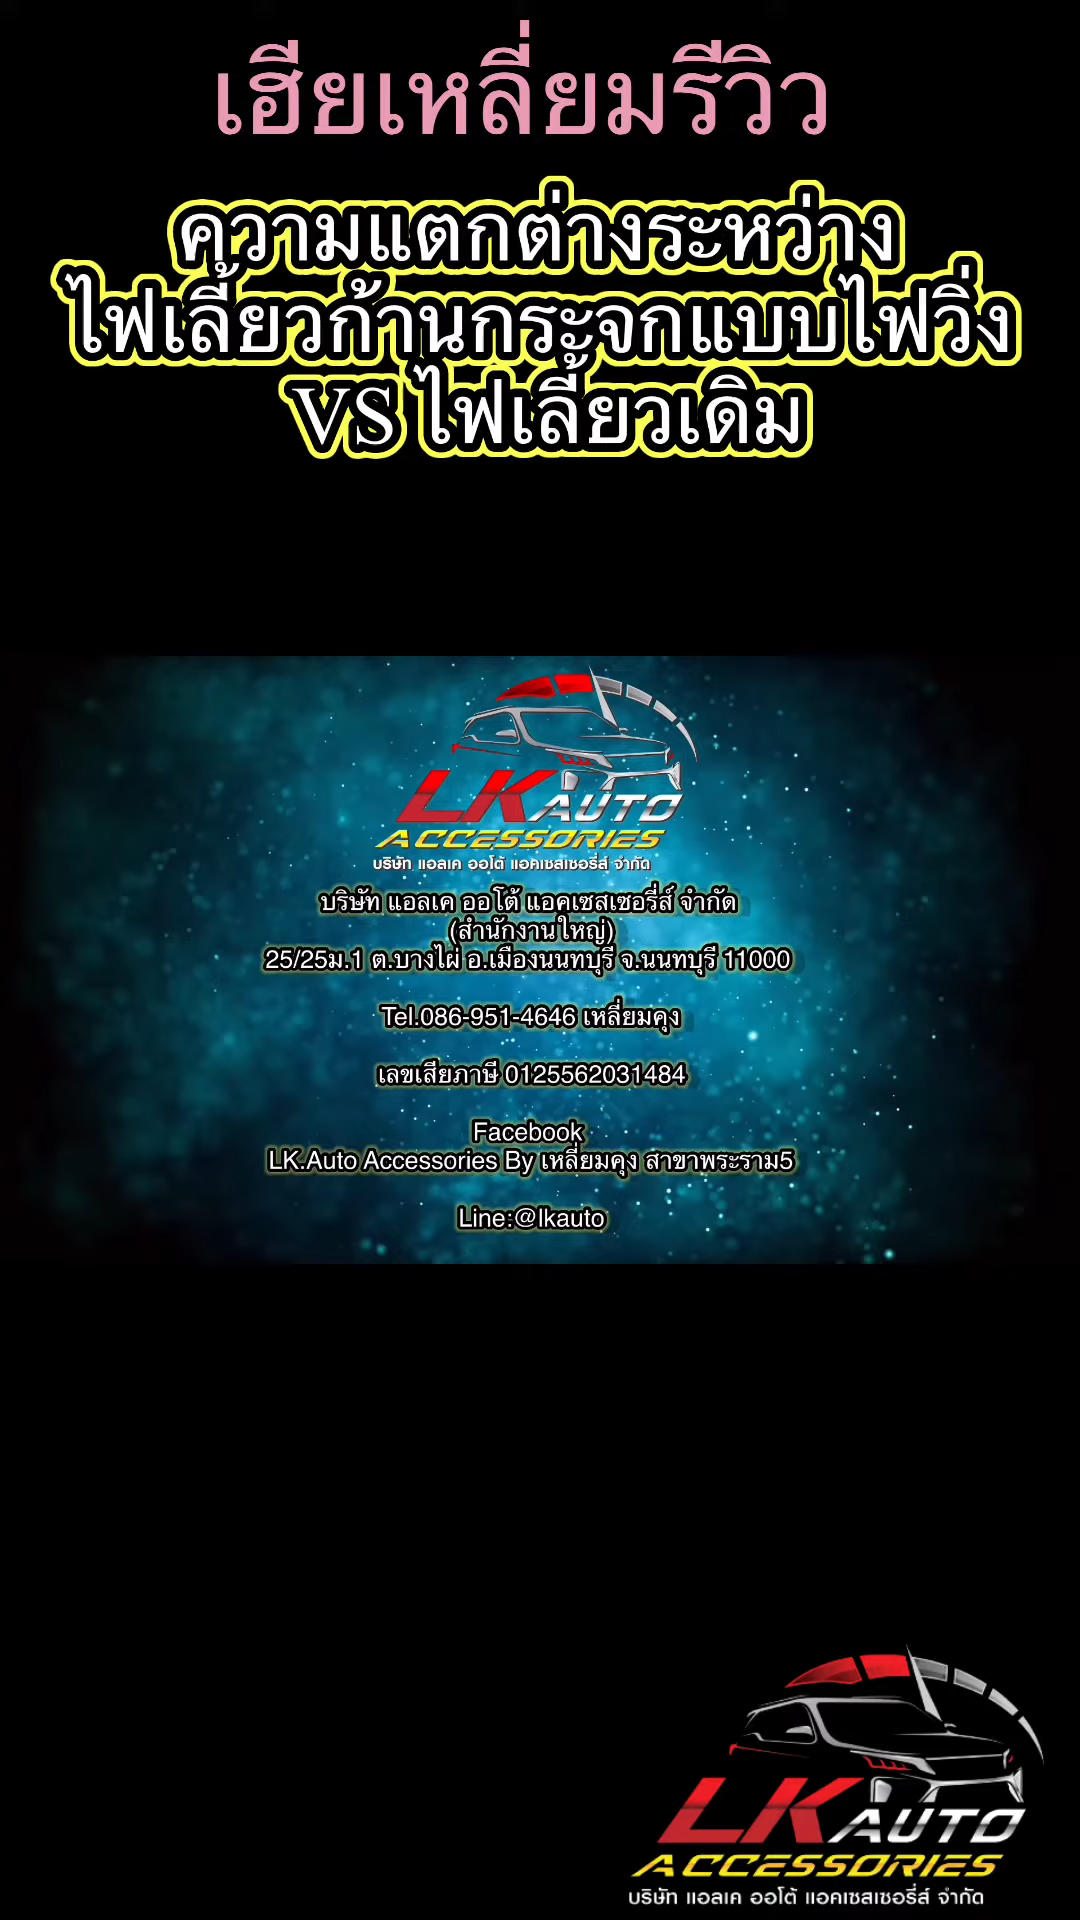 เฮียเหลี่ยมรีวิว
ความแตกต่างระหว่าง
ไฟเลี้ยวก้านกระจกแบบไฟวิ่ง
VS ไฟเลี้ยวเดิม
LK AUTO
ACCESSORIES
บริษัท แอลเค ออโต้ แอคเซสเซอรี่ส์ จำกัด
บริษัท แอลเค ออโต้ แอคเซสเซอรี่ส์ จำกัด
(สำนักงานใหญ่)
25/25ม.1 ต.บางไผ่ อ.เมืองนนทบุรี จ.นนทบุรี 11000
Tel.086-951-4646 เหลี่ยมคุง
เลขเสียภาษี 0125562031484
Facebook
LK.Auto Accessories By เหลี่ยมคุง สาขาพระราม5
Line:@lkauto
LK AUTO
ACCESSORIES
บริษัท แอลเค ออโต้ แอคเซสเซอรี่ส์ จำกัด